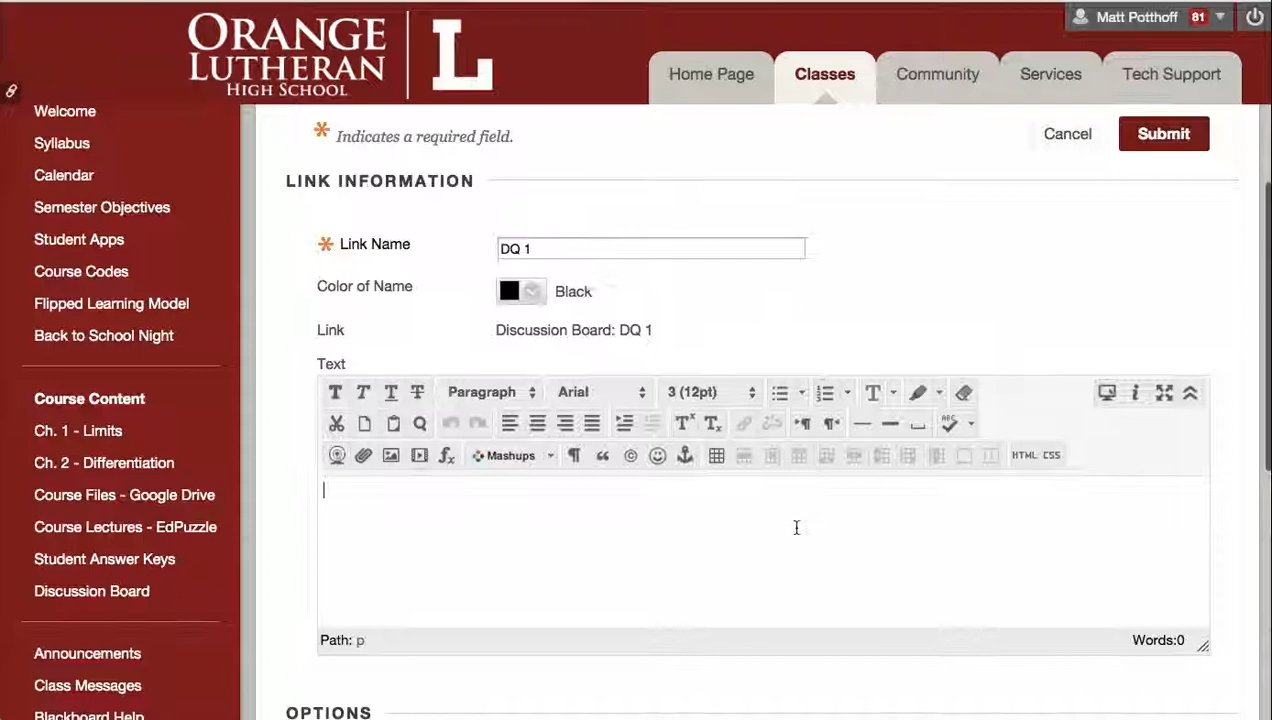 Matt Potthoff 81
ORANGE
LUTHERAN
HIGH SCHOOL
L
Home Page
Classes
Community
Services
Tech Support
Welcome
Syllabus
Calendar
Semester Objectives
Student Apps
Course Codes
Flipped Learning Model
Back to School Night
Course Content
Ch. 1 - Limits
Ch. 2 - Differentiation
Course Files - Google Drive
Course Lectures - EdPuzzle
Student Answer Keys
Discussion Board
Announcements
Class Messages
Blackboard Help
Indicates a required field.
Cancel
Submit
LINK INFORMATION
Link Name
DQ 1
Color of Name
Black
Link
Discussion Board: DQ 1
Text
T T T T Paragraph Arial 3 (12pt) T
Tx Tx ABC
fx Mashups HTML CSS
Path: p
Words:0
OPTIONS